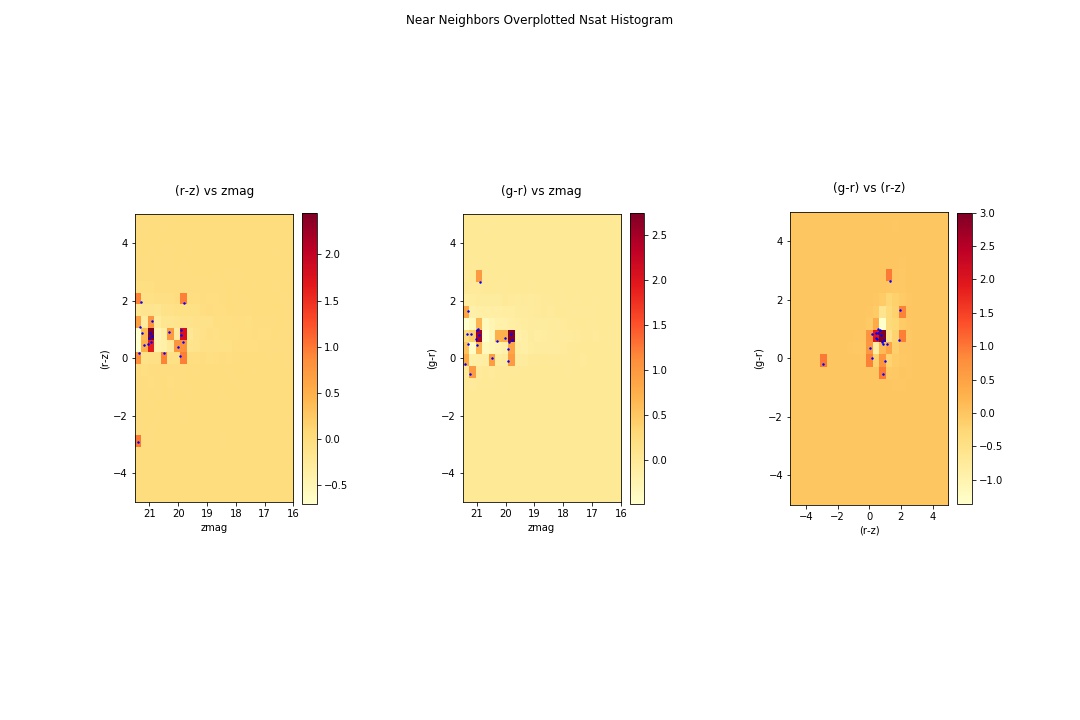 Near Neighbors Overplotted Nsat Histogram
(r-z) vs zmag
4
2
0
−2
−4
(r-z)
21 20 19 18 17 16
zmag
2.0
1.5
1.0
0.5
0.0
−0.5
(g-r) vs zmag
4
2
0
−2
−4
(g-r)
21 20 19 18 17 16
zmag
2.5
2.0
1.5
1.0
0.5
0.0
(g-r) vs (r-z)
4
2
0
−2
−4
(g-r)
−4 −2 0 2 4
(r-z)
3.0
2.5
2.0
1.5
1.0
0.5
0.0
−0.5
−1.0